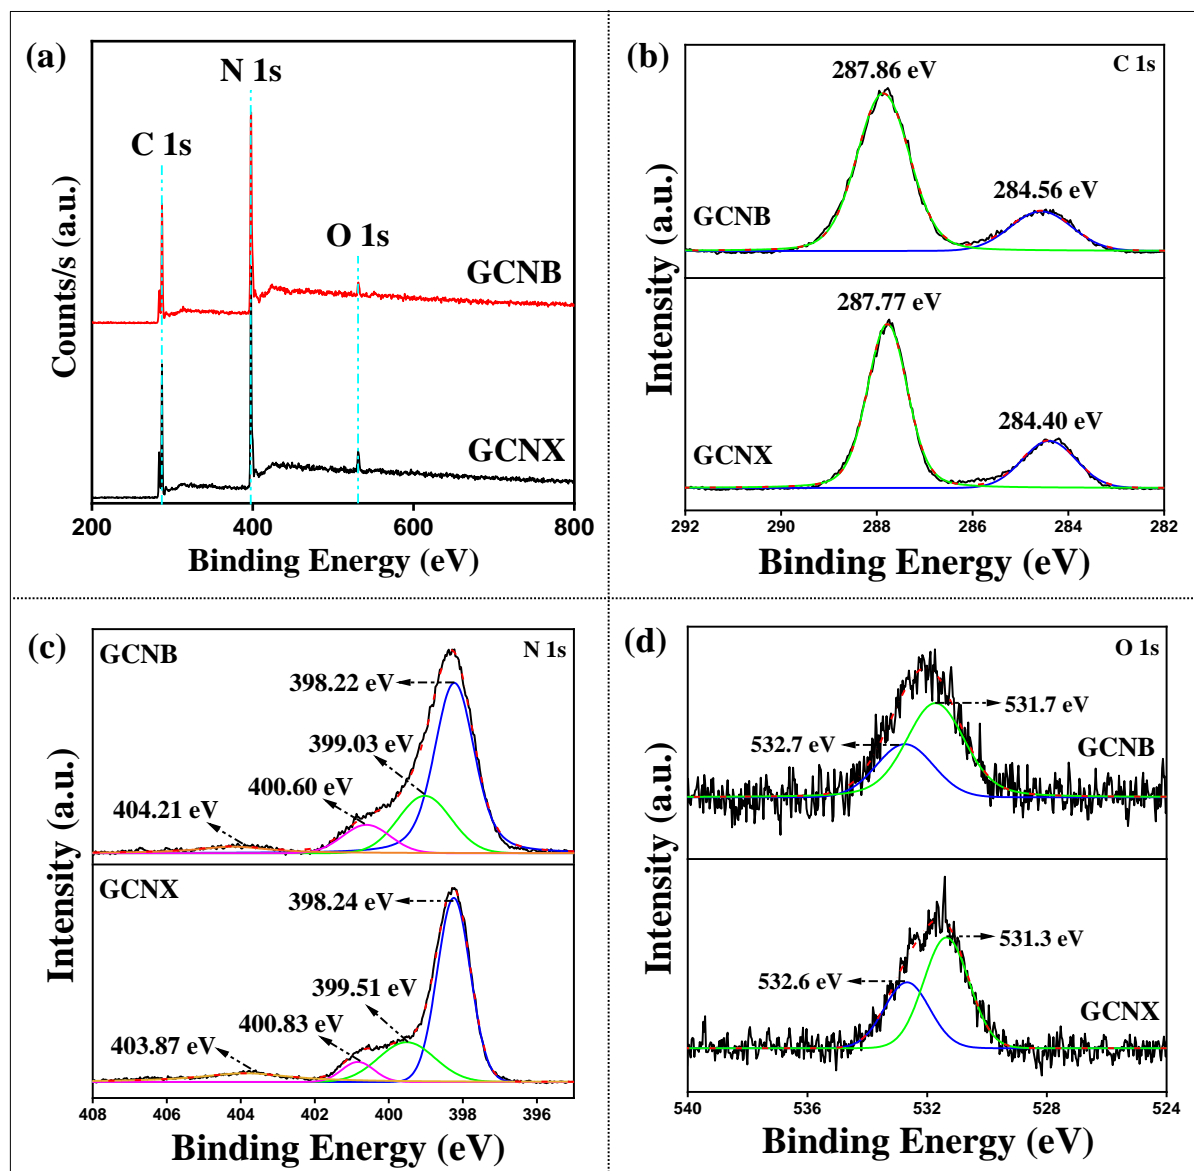 (a)
N 1s
C 1s
O 1s
GCNB
GCNX
Counts/s (a.u.)
200 400 600 800
Binding Energy (eV)
(b)
C 1s
287.86 eV
284.56 eV
GCNB
287.77 eV
284.40 eV
GCNX
Intensity (a.u.)
292 290 288 286 284 282
Binding Energy (eV)
(c)
GCNB
N 1s
398.22 eV
399.03 eV
400.60 eV
404.21 eV
GCNX
398.24 eV
399.51 eV
400.83 eV
403.87 eV
Intensity (a.u.)
408 406 404 402 400 398 396
Binding Energy (eV)
(d)
O 1s
531.7 eV
532.7 eV
GCNB
531.3 eV
532.6 eV
GCNX
Intensity (a.u.)
540 536 532 528 524
Binding Energy (eV)